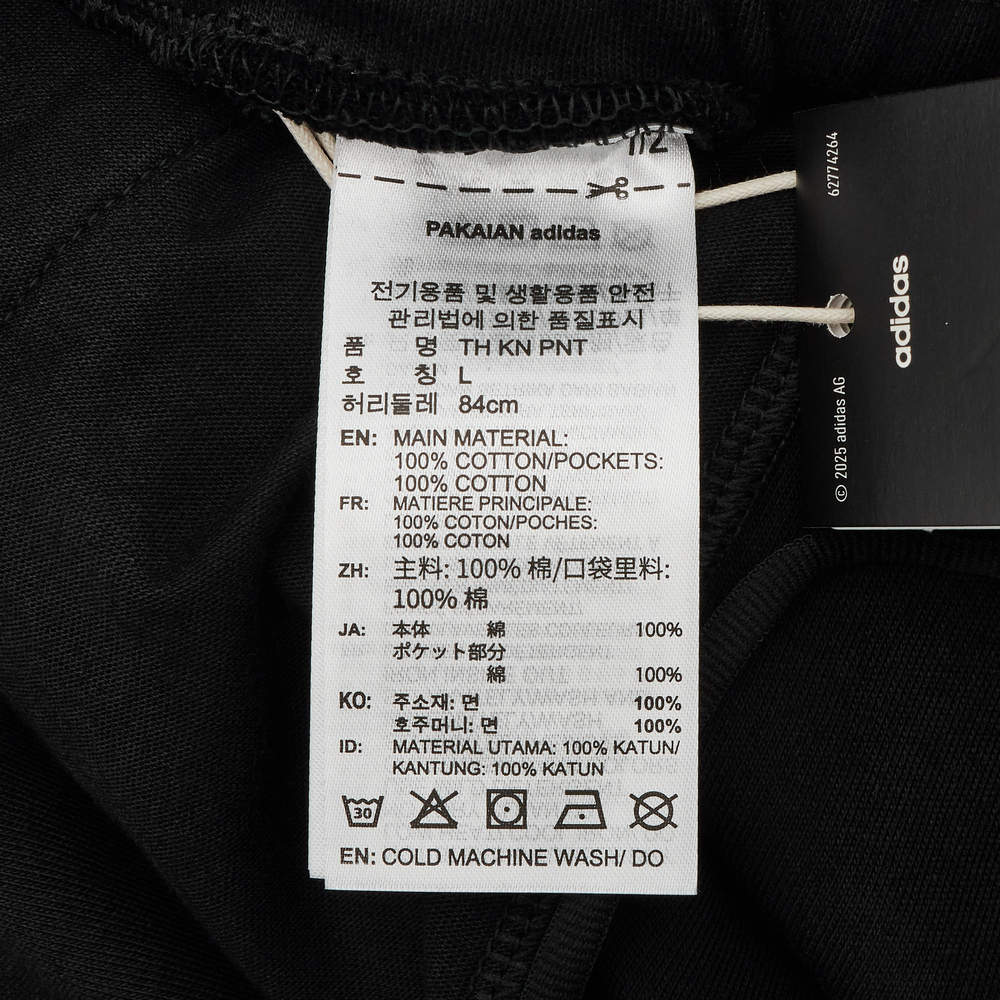 PAKAIAN adidas
전기용품 및 생활용품 안전
관리법에 의한 품질표시
품 명 TH KN PNT
호 칭 L
허리둘레 84cm
EN: MAIN MATERIAL:
100% COTTON/POCKETS:
100% COTTON
FR: MATIERE PRINCIPALE:
100% COTON/POCHES:
100% COTON
ZH: 主料: 100% 棉/口袋里料:
100% 棉
JA: 本体 綿 100%
ポケット部分
綿 100%
KO: 주소재: 면 100%
호주머니: 면 100%
ID: MATERIAL UTAMA: 100% KATUN/
KANTUNG: 100% KATUN
30
EN: COLD MACHINE WASH/ DO
62774264
adidas
© 2025 adidas AG